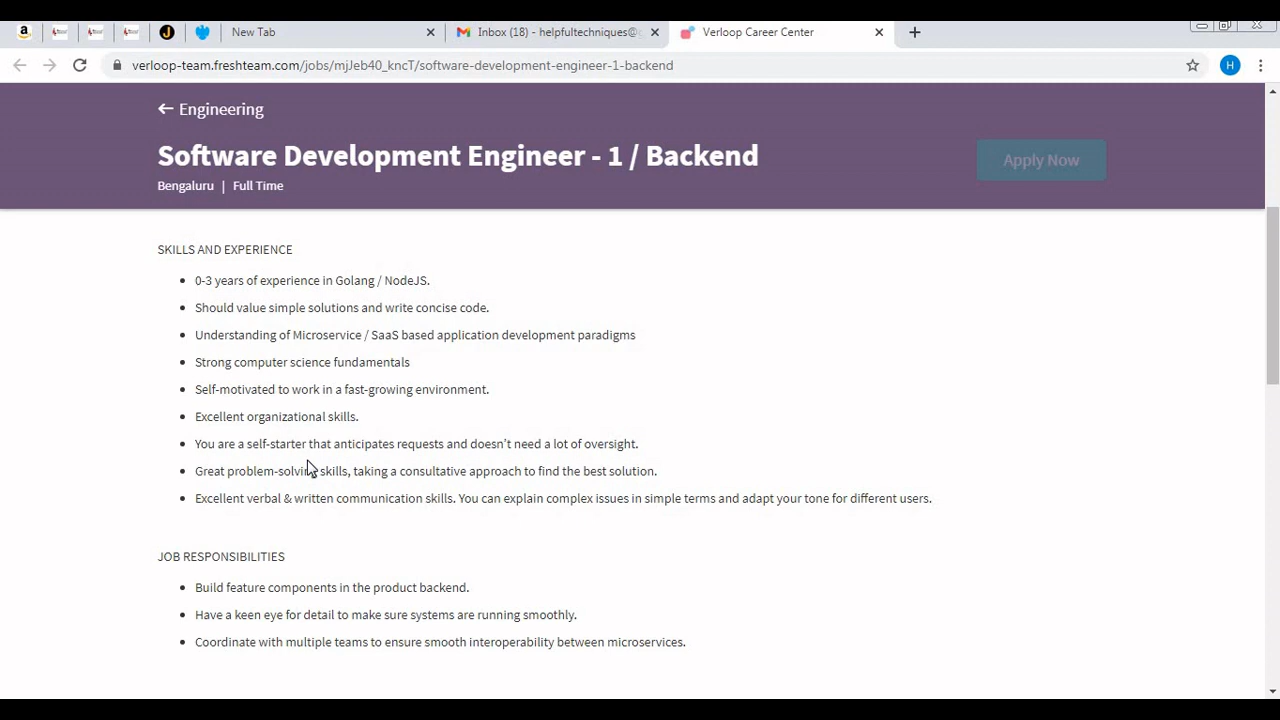 New Tab
Inbox (18) - helpfultechniques@
Verloop Career Center
verloop-team.freshteam.com/jobs/mjJeb40_kncT/software-development-engineer-1-backend
H
← Engineering
Software Development Engineer - 1 / Backend
Apply Now
Bengaluru | Full Time
SKILLS AND EXPERIENCE
• 0-3 years of experience in Golang / NodeJS.
• Should value simple solutions and write concise code.
• Understanding of Microservice / SaaS based application development paradigms
• Strong computer science fundamentals
• Self-motivated to work in a fast-growing environment.
• Excellent organizational skills.
• You are a self-starter that anticipates requests and doesn't need a lot of oversight.
• Great problem-solving skills, taking a consultative approach to find the best solution.
• Excellent verbal & written communication skills. You can explain complex issues in simple terms and adapt your tone for different users.
JOB RESPONSIBILITIES
• Build feature components in the product backend.
• Have a keen eye for detail to make sure systems are running smoothly.
• Coordinate with multiple teams to ensure smooth interoperability between microservices.